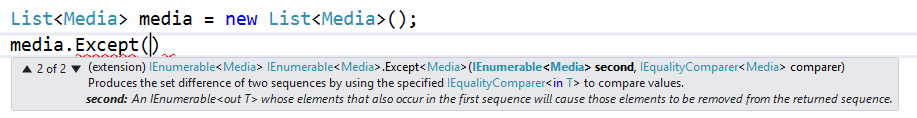 List<Media> media = new List<Media>();
media.Except()
▲ 2 of 2 ▼ (extension) IEnumerable<Media> IEnumerable<Media>.Except<Media>(IEnumerable<Media> second, IEqualityComparer<Media> comparer)
Produces the set difference of two sequences by using the specified IEqualityComparer<in T> to compare values.
second: An IEnumerable<out T> whose elements that also occur in the first sequence will cause those elements to be removed from the returned sequence.